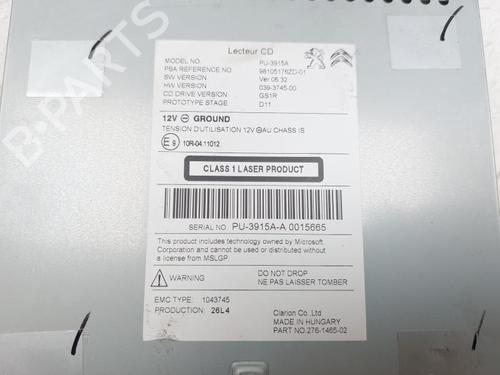 Lecteur CD
MODEL NO. PU-3915A
PSA REFERENCE NO. 98105176ZD-01
SW VERSION Ver 06.32
HW VERSION 039-3745-00
CD DRIVE VERSION GS1R
PROTOTYPE STAGE D11
12V ⊖ GROUND
TENSION D'UTILISATION 12V ⊖AU CHASS IS
E9 10R-04.11012
CLASS 1 LASER PRODUCT
SERIAL NO PU-3915A-A 0015665
This product includes technology owned by Microsoft
Corporation and cannot be used or distributed without
a license from MSLGP.
WARNING DO NOT DROP
NE PAS LAISSER TOMBER
EMC TYPE: 1043745
PRODUCTION: 26L4
Clarion Co.,Ltd
MADE IN HUNGARY
PART NO.276-1465-02
B-PARTS